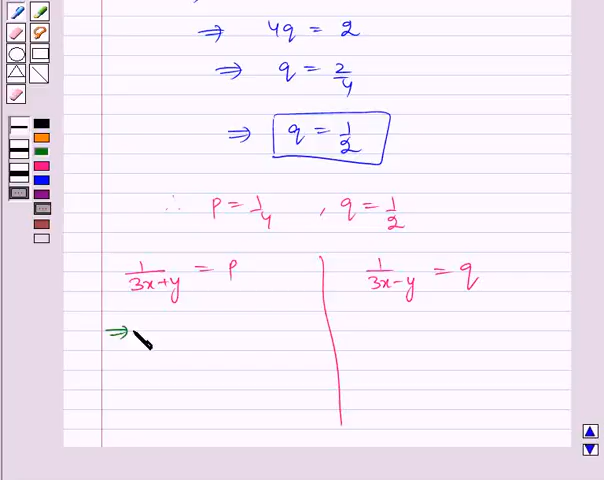 ⇒ 4q = 2
⇒ q = 2/4
⇒ q = 1/2
∴ P = 1/4 , q = 1/2
1/(3x+y) = P
1/(3x-y) = q
⇒